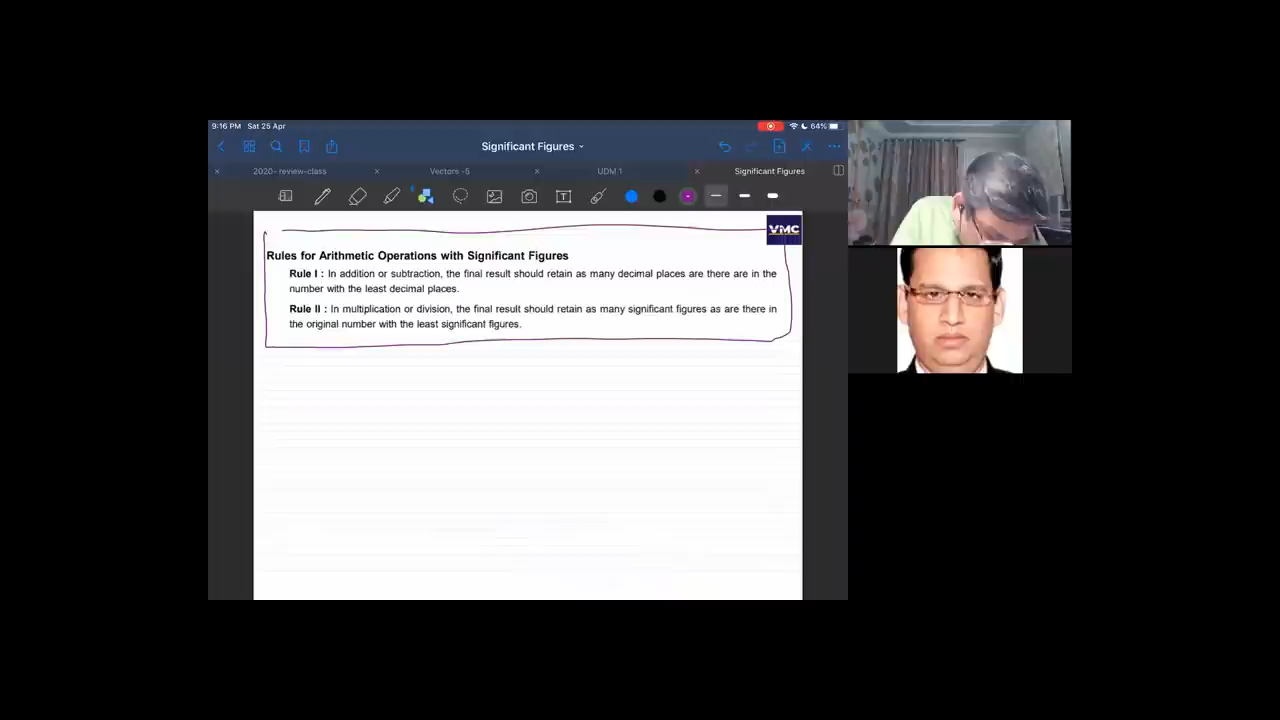 9:16 PM Sat 25 Apr
64%
Significant Figures
2020- review-class
Vectors -5
UDM 1
Significant Figures
VMC
Rules for Arithmetic Operations with Significant Figures
Rule I : In addition or subtraction, the final result should retain as many decimal places are there are in the
number with the least decimal places.
Rule II : In multiplication or division, the final result should retain as many significant figures as are there in
the original number with the least significant figures.